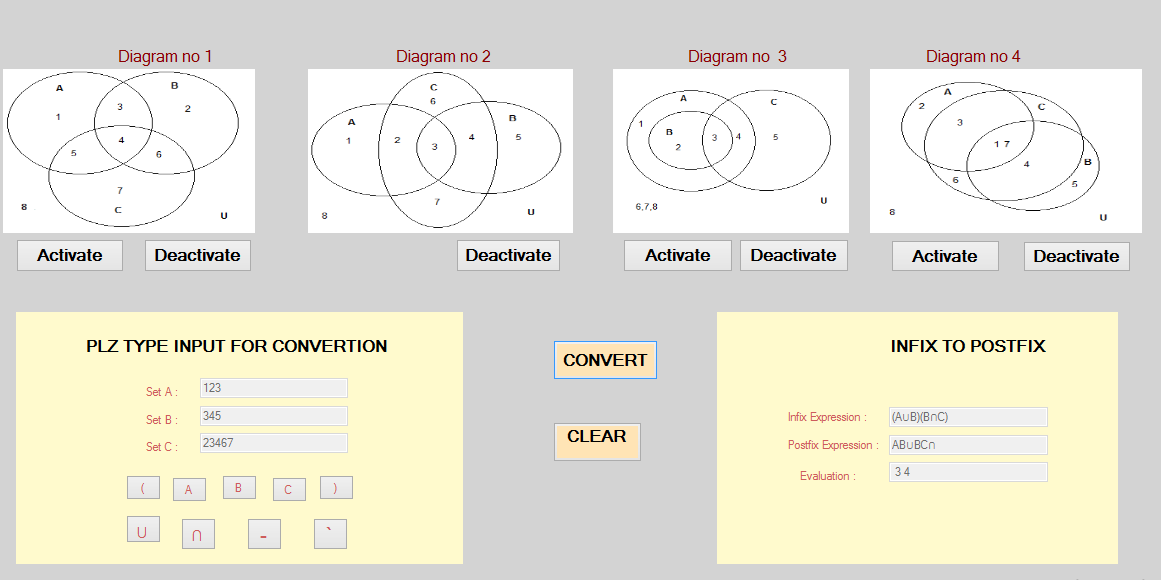 Diagram no 1
Diagram no 2
Diagram no 3
Diagram no 4
A B 3 1 2 4 5 6 7 C 8 U
C 6 A B 1 2 3 4 5 7 8 U
A C 1 B 2 3 4 5 6,7,8 U
A 2 C 3 1 7 4 B 6 5 8 U
Activate Deactivate
Deactivate
Activate Deactivate
Activate Deactivate
PLZ TYPE INPUT FOR CONVERTION
Set A : 123
Set B : 345
Set C : 23467
( A B C )
∪ ∩ - `
CONVERT
CLEAR
INFIX TO POSTFIX
Infix Expression : (A∪B)(B∩C)
Postfix Expression : AB∪BC∩
Evaluation : 3 4